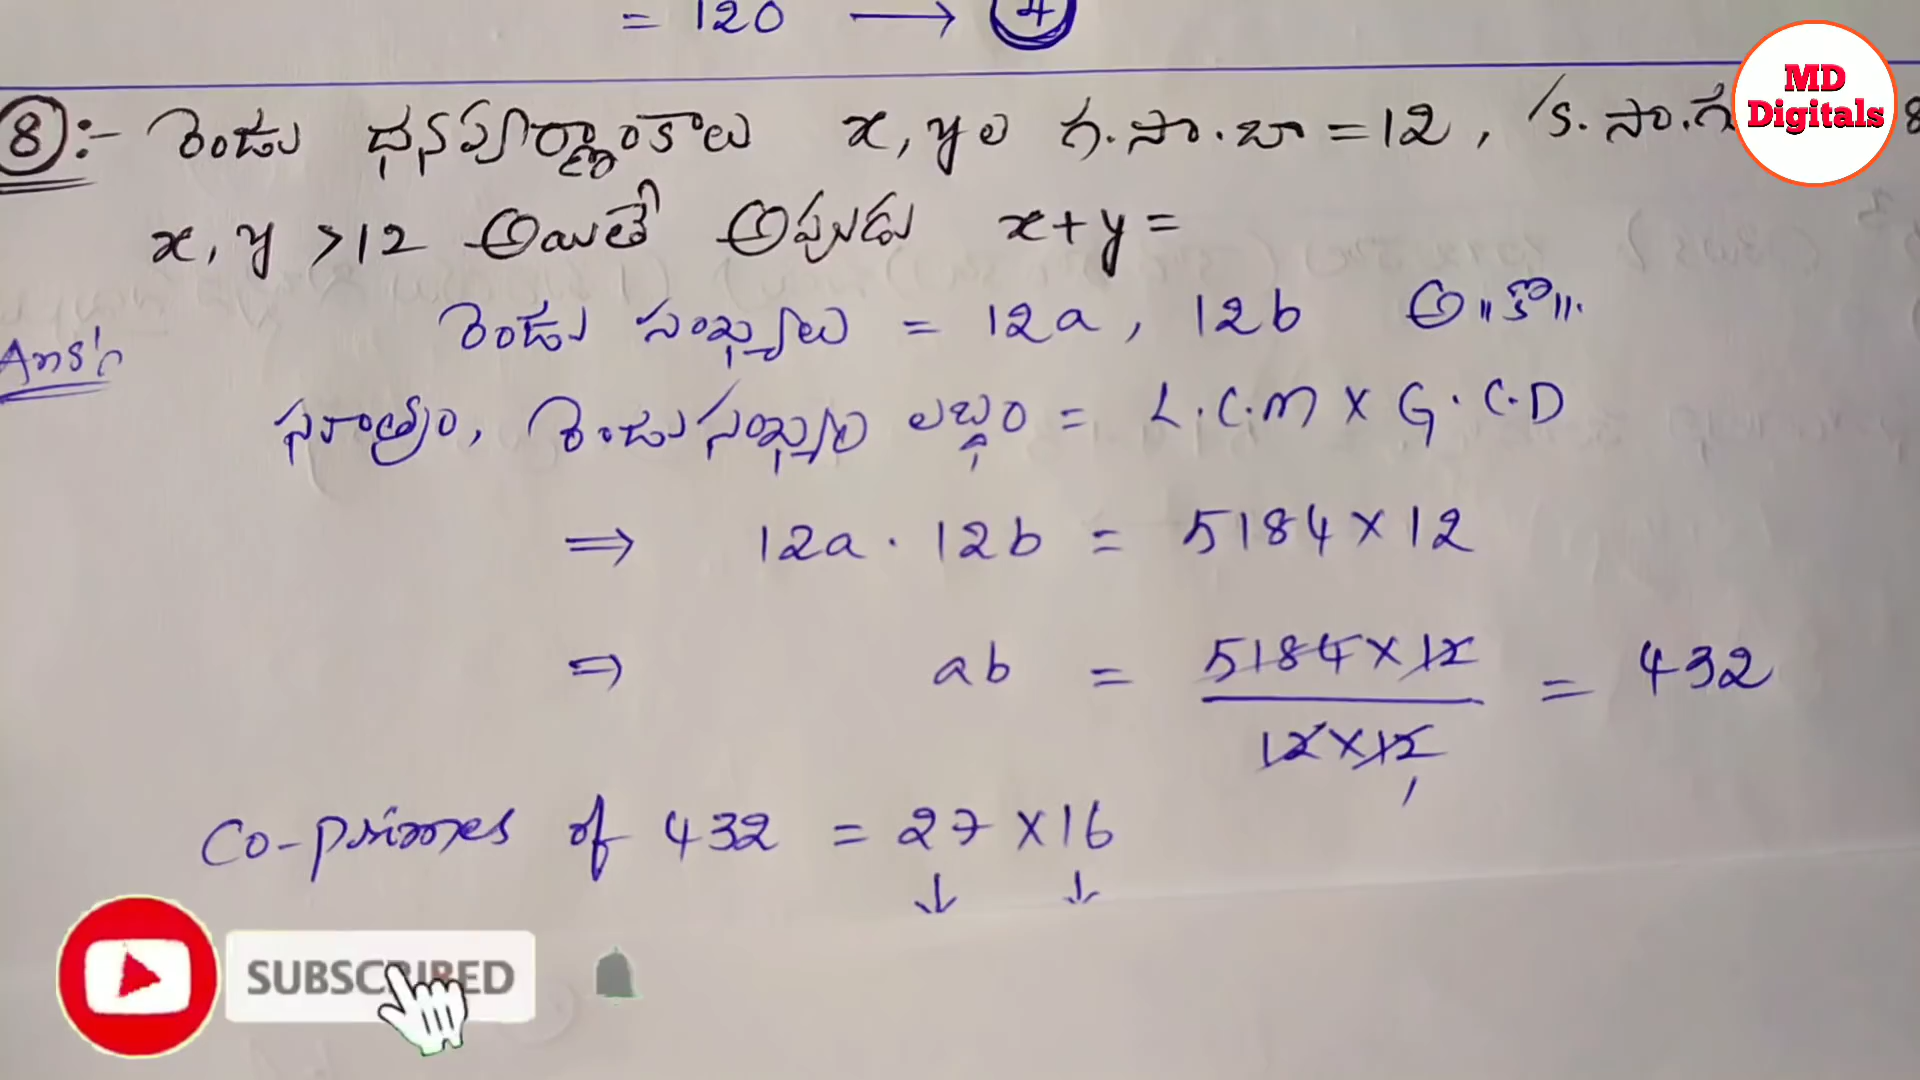 = 120 → 4
MD
Digitals
8:- రెండు ధనపూర్ణాంకాలు x, y ల గ.సా.బా = 12, క.సా.గు
x, y > 12 అయితే అప్పుడు x+y =
Ans: రెండు సంఖ్యలు = 12a, 12b అ॥కొ॥.
సూత్రం, రెండు సంఖ్యల లబ్ధం = L.C.M x G.C.D
⇒ 12a . 12b = 5184 x 12
⇒ ab = 5184 x 12 / 12 x 12 = 432
Co-primes of 432 = 27 x 16
↓ ↓
SUBSCRIBED